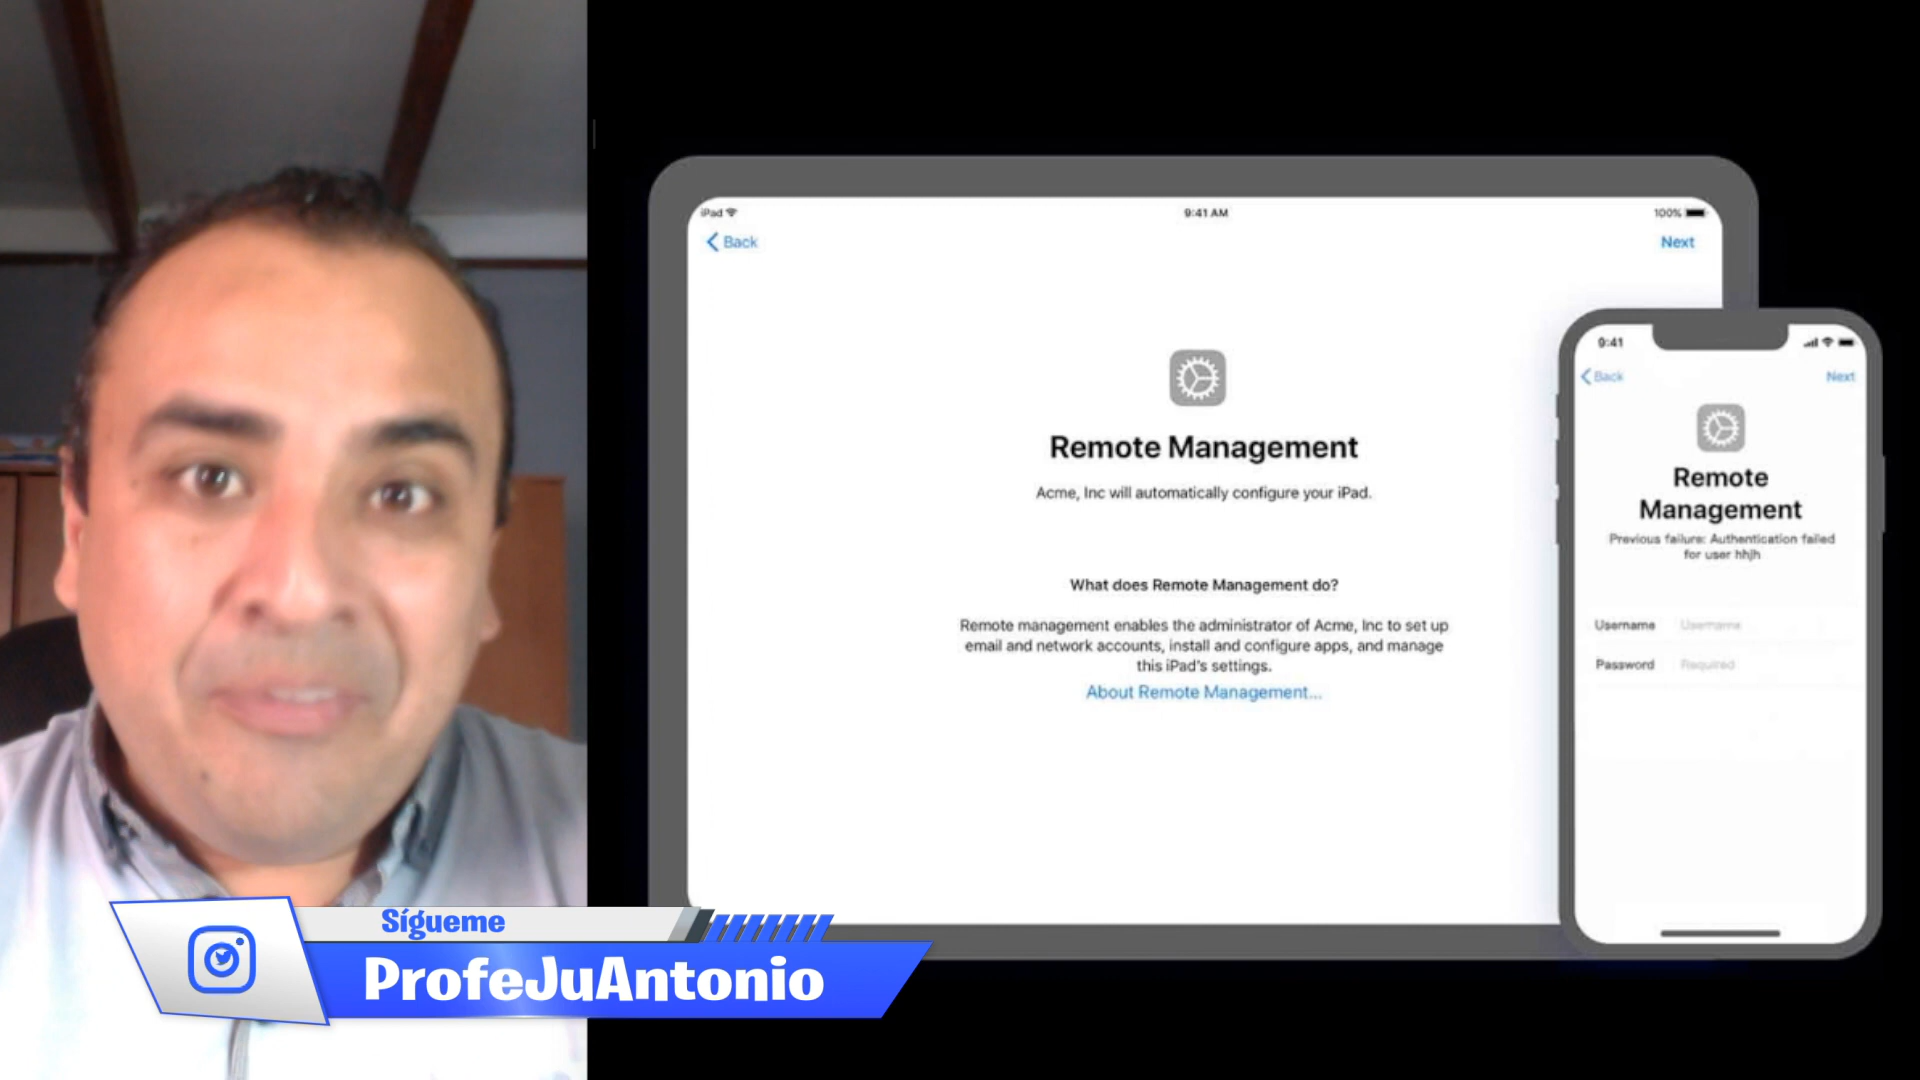 iPad
9:41 AM
100%
Back
Next
Remote Management
Acme, Inc will automatically configure your iPad.
What does Remote Management do?
Remote management enables the administrator of Acme, Inc to set up
email and network accounts, install and configure apps, and manage
this iPad's settings.
About Remote Management...
9:41
Back
Next
Remote
Management
Previous failure: Authentication failed
for user hhjh
Username Username
Password Required
Sígueme
ProfeJuAntonio